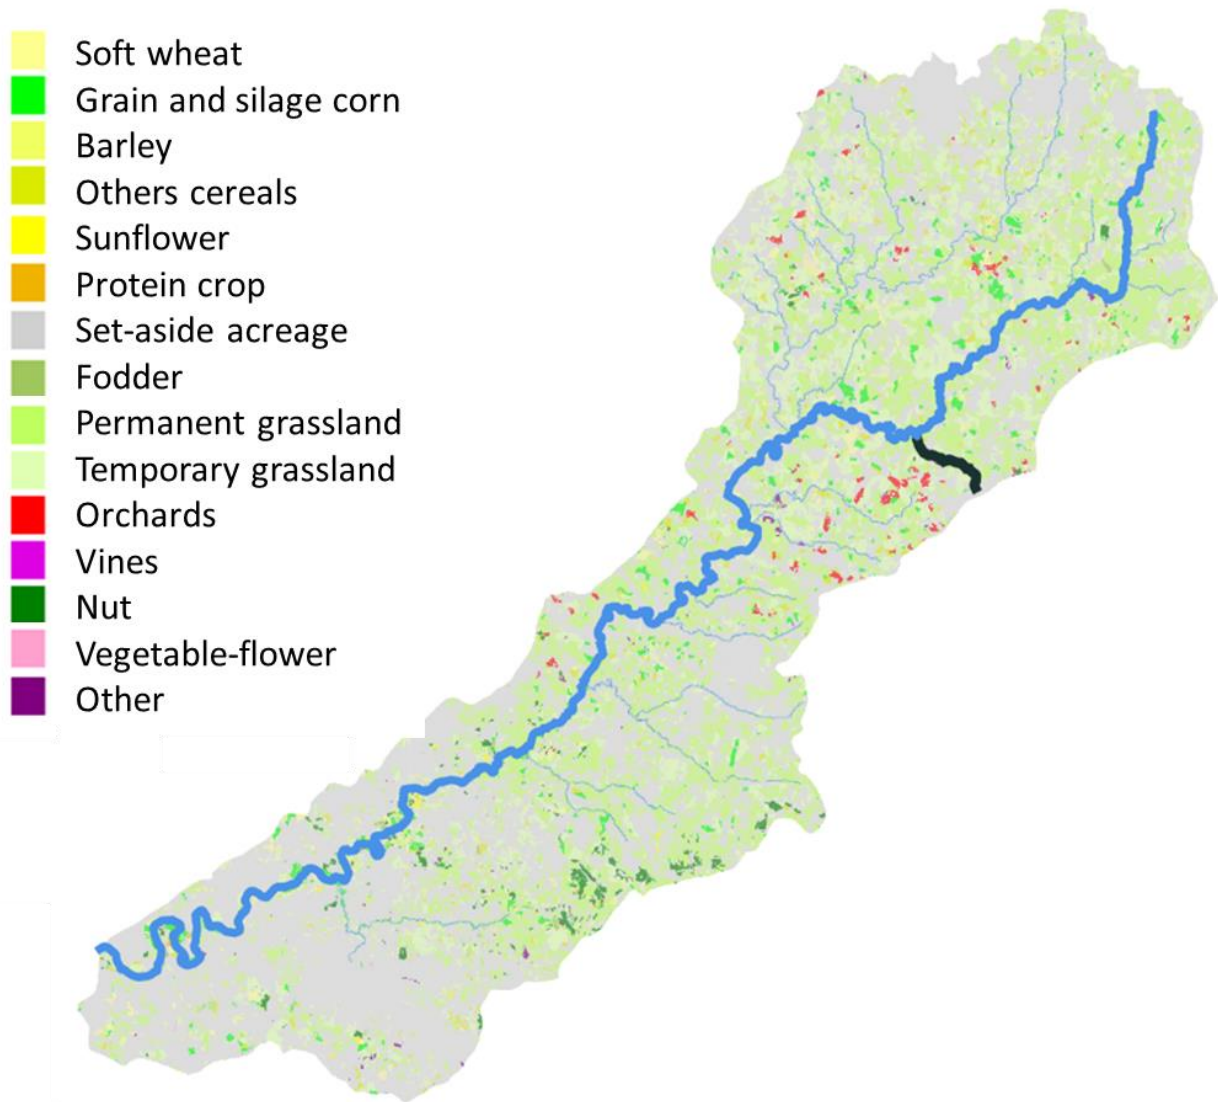 Soft wheat
Grain and silage corn
Barley
Others cereals
Sunflower
Protein crop
Set-aside acreage
Fodder
Permanent grassland
Temporary grassland
Orchards
Vines
Nut
Vegetable-flower
Other